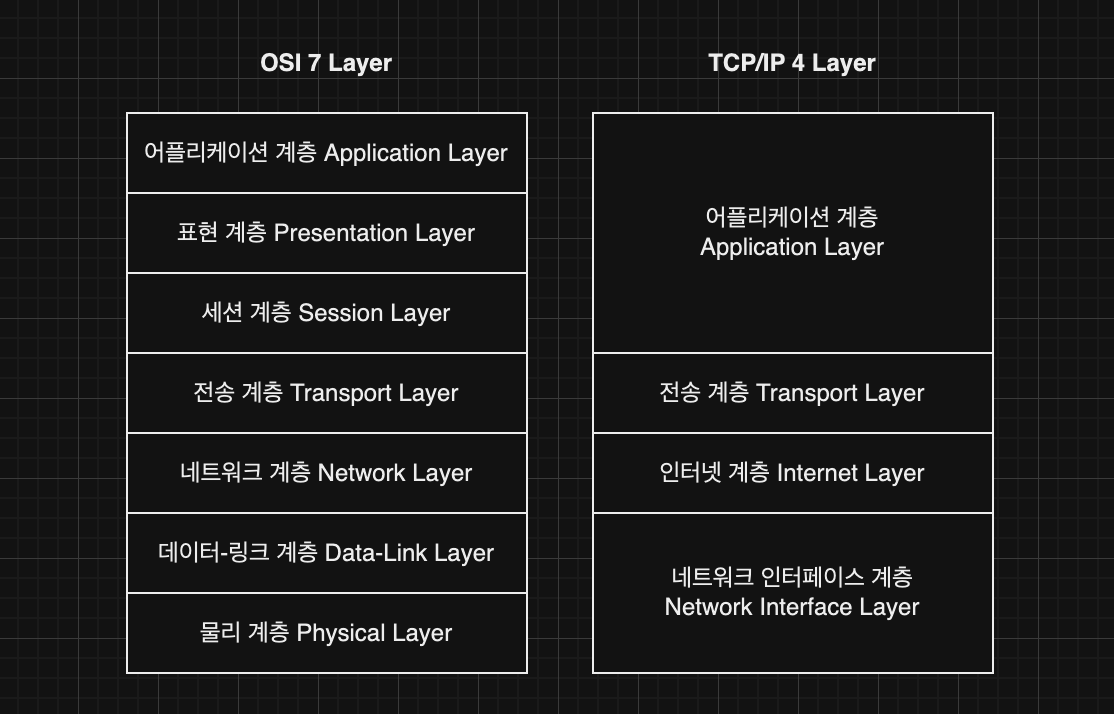 OSI 7 Layer
어플리케이션 계층 Application Layer
표현 계층 Presentation Layer
세션 계층 Session Layer
전송 계층 Transport Layer
네트워크 계층 Network Layer
데이터-링크 계층 Data-Link Layer
물리 계층 Physical Layer
TCP/IP 4 Layer
어플리케이션 계층
Application Layer
전송 계층 Transport Layer
인터넷 계층 Internet Layer
네트워크 인터페이스 계층
Network Interface Layer